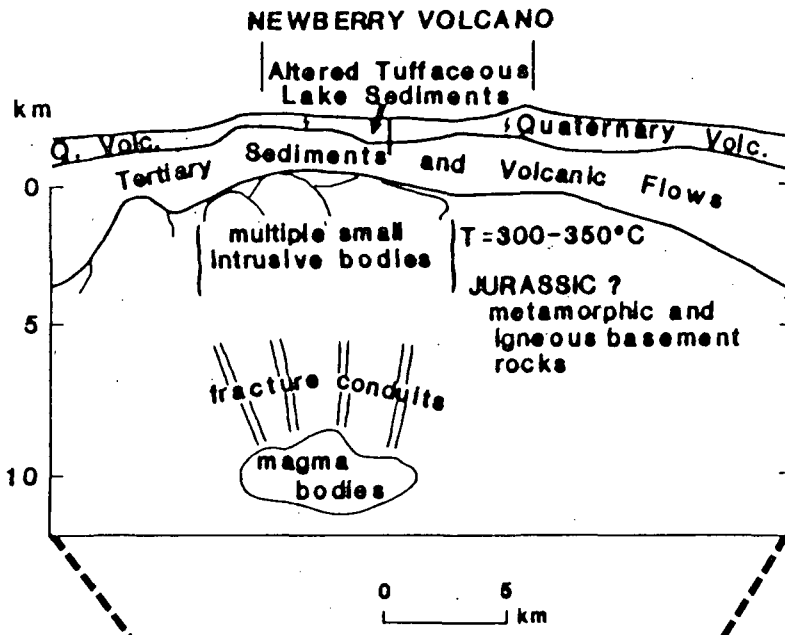 NEWBERRY VOLCANO
Altered Tuffaceous
Lake Sediments
km
Q. Volc.
Quaternary Volc.
Tertiary Sediments and Volcanic Flows
0
multiple small
intrusive bodies
T=300-350°C
JURASSIC ?
metamorphic and
igneous basement
rocks
5
fracture conduits
10
magma
bodies
0 5
km